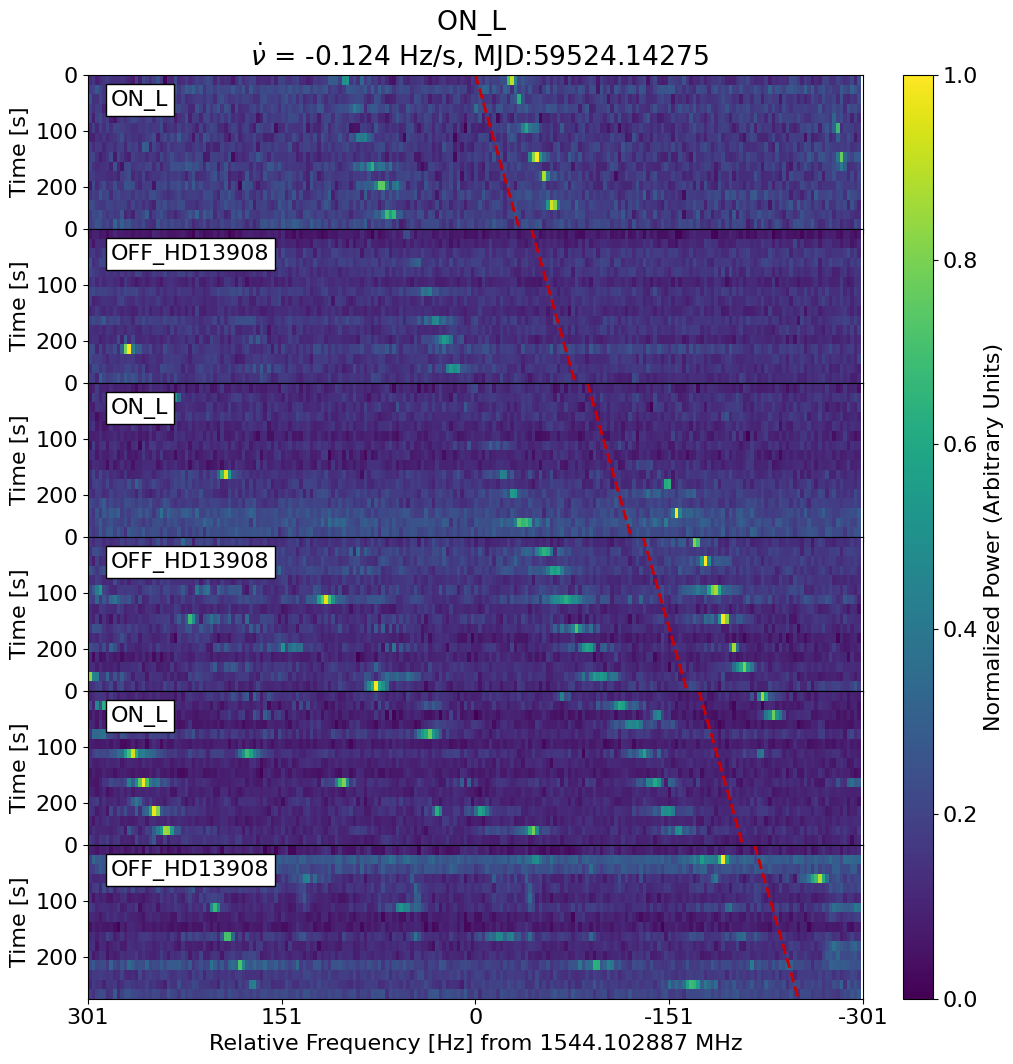 ON_L
ν̇ = -0.124 Hz/s, MJD:59524.14275
0
100
200
Time [s]
ON_L
0
100
200
Time [s]
OFF_HD13908
0
100
200
Time [s]
ON_L
0
100
200
Time [s]
OFF_HD13908
0
100
200
Time [s]
ON_L
0
100
200
Time [s]
OFF_HD13908
301
151
0
-151
-301
Relative Frequency [Hz] from 1544.102887 MHz
1.0
0.8
0.6
0.4
0.2
0.0
Normalized Power (Arbitrary Units)